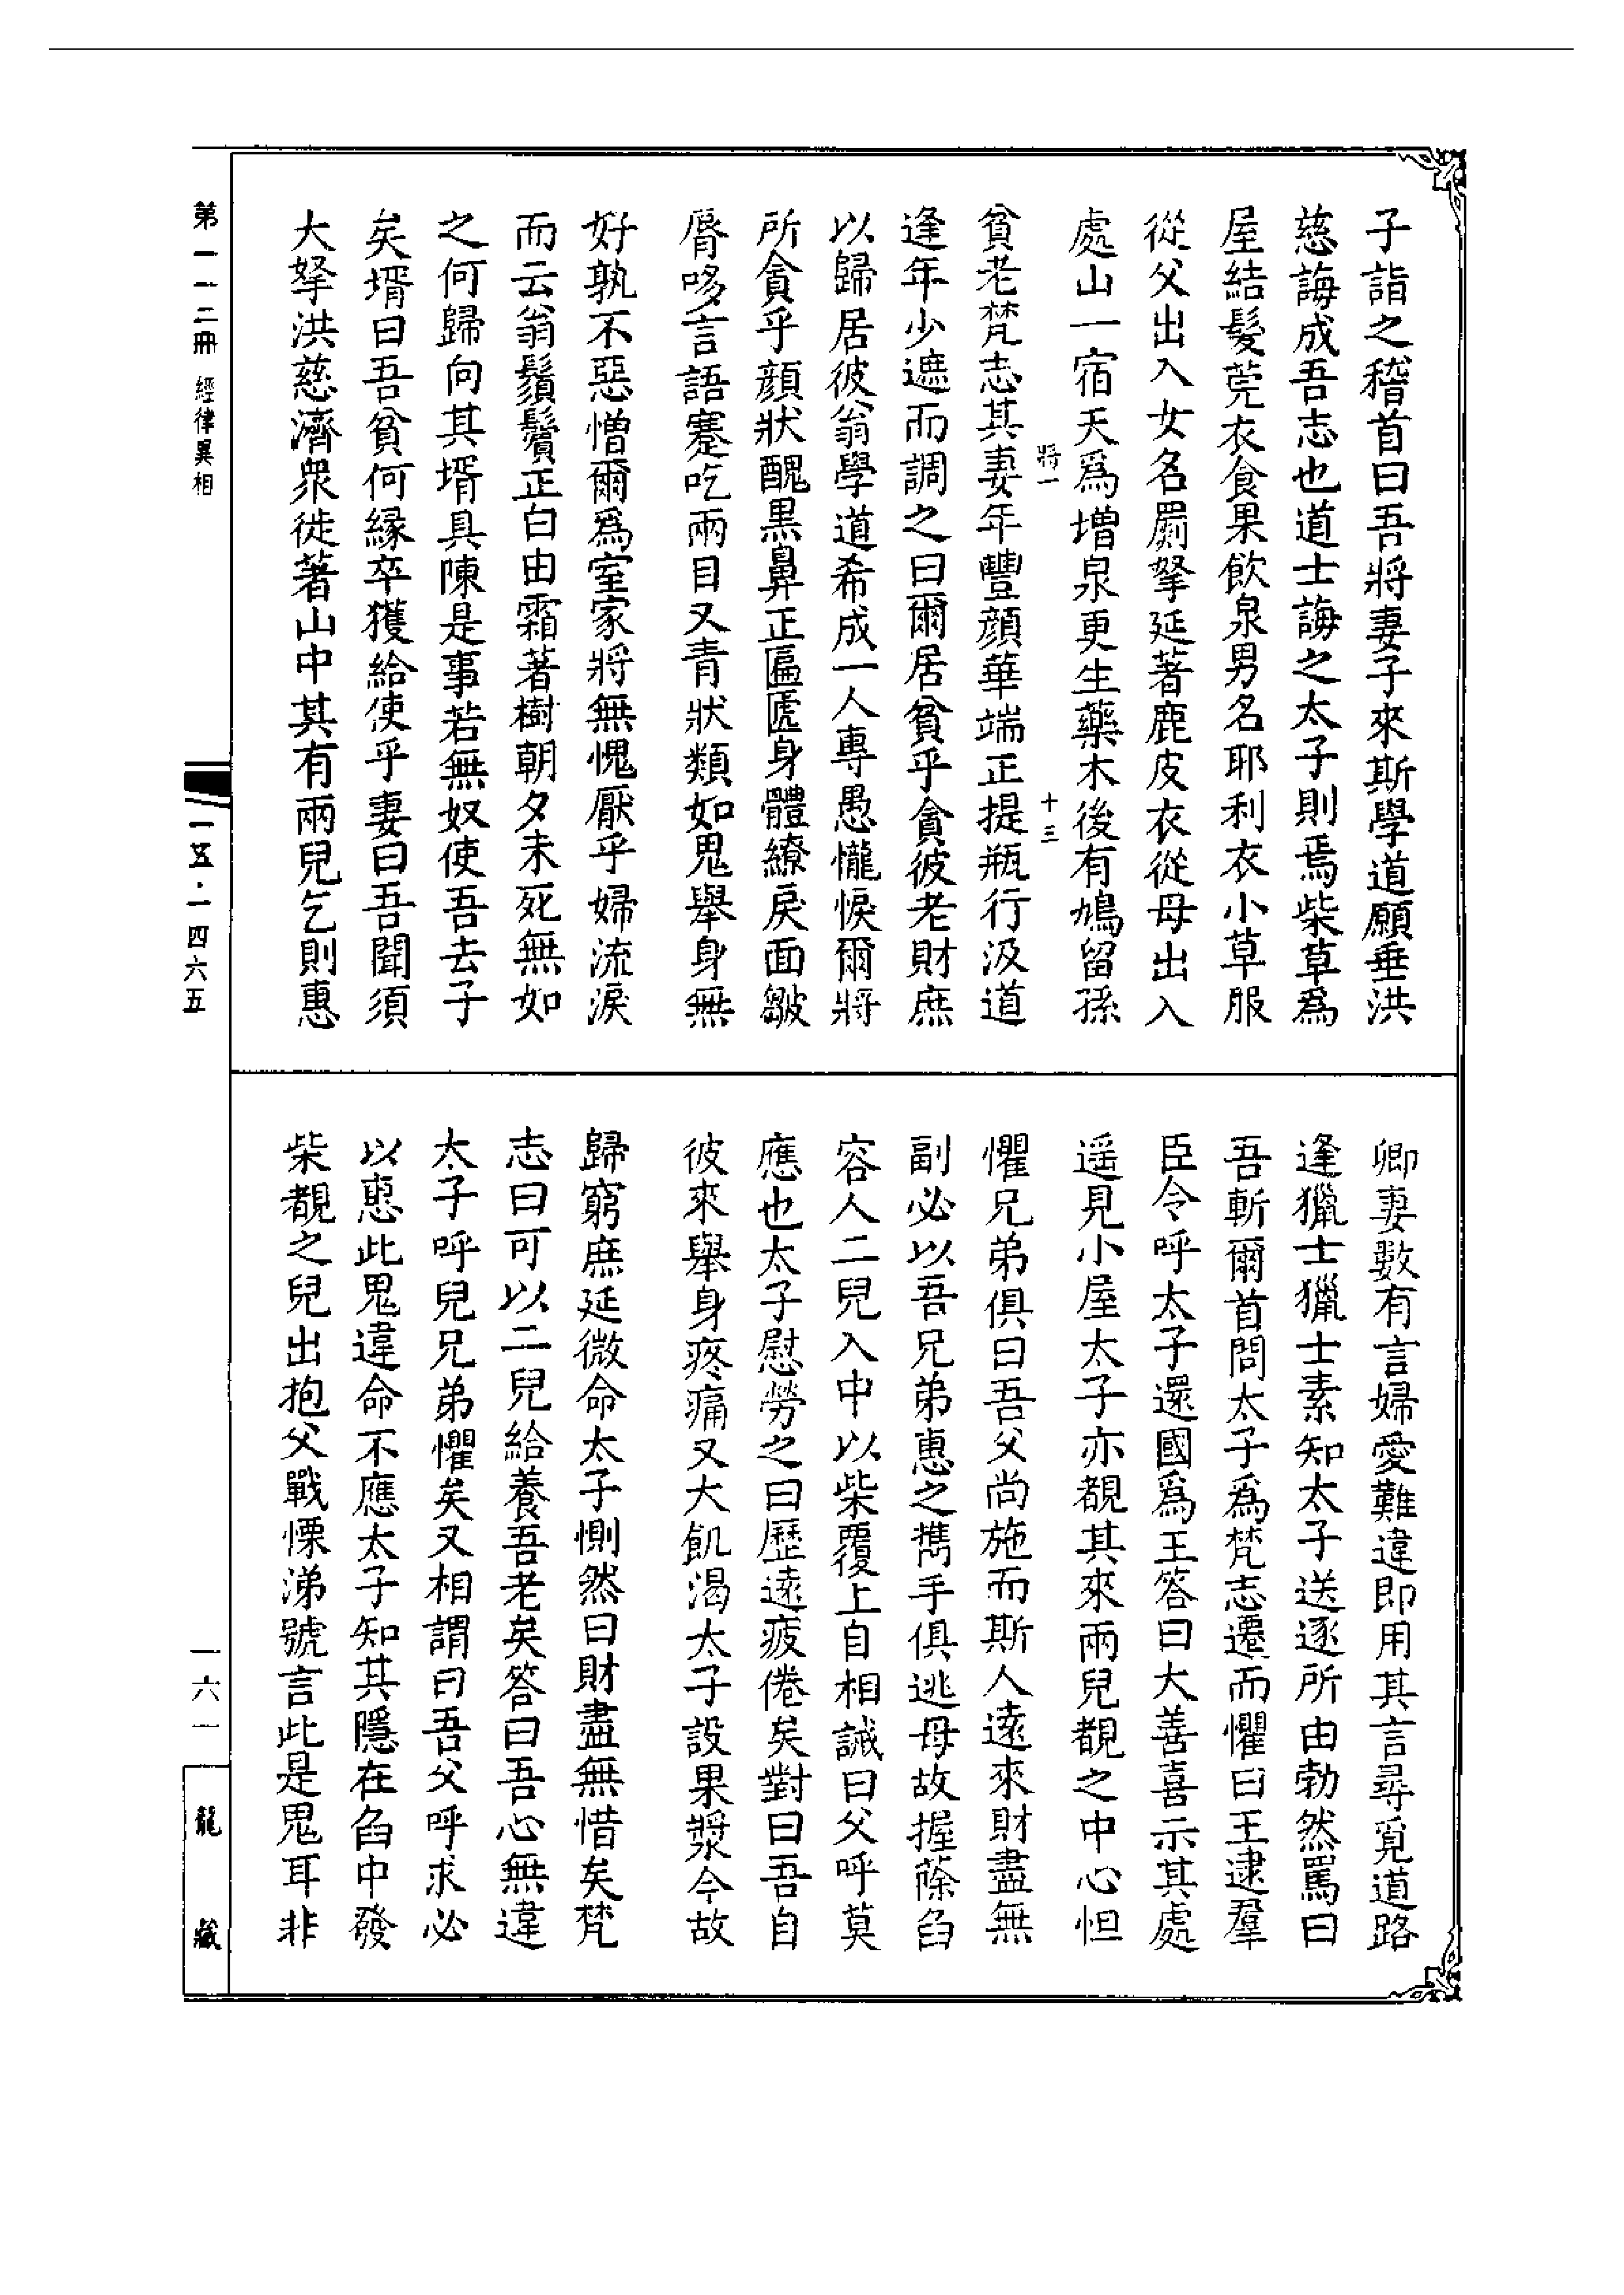 子詣之稽首曰吾將妻子來斯學道願垂洪
慈誨成吾志也道士誨之太子則焉柴草爲
屋結髮莞衣食果飲泉男名耶利衣小草服
從父出入女名罽拏延著鹿皮衣從母出入
處山一宿天爲增泉更生藥木後有鳩留孫
將一 十三
貧老梵志其妻年豐顔華端正提瓶行汲道
逢年少遮而調之曰爾居貧乎貪彼老財庶
以歸居彼翁學道希成一人專愚懭悷爾將
所貪乎顔狀醜黒鼻正匾㔸身體繚戾面皺
脣哆言語蹇吃兩目又青狀類如鬼舉身無
好孰不惡憎爾爲室家將無愧厭乎婦流淚
而云翁鬚鬢正白由霜著樹朝夕未死無如
之何歸向其壻具陳是事若無奴使吾去子
矣壻曰吾貧何縁卒獲給使乎妻曰吾聞須
大拏洪慈濟衆徙著山中其有兩兒乞則惠
卿妻數有言婦愛難違即用其言尋覓道路
逢獵士獵士素知太子送逐所由勃然罵曰
吾斬爾首問太子爲梵志遷而懼曰王逮羣
臣令呼太子還國爲王答曰大善喜示其處
遥見小屋太子亦覩其來兩兒覩之中心怛
懼兄弟俱曰吾父尚施而斯人遠來財盡無
副必以吾兄弟惠之攜手俱逃母故掘蔭臽
容人二兒入中以柴覆上自相誡曰父呼莫
應也太子慰勞之曰歷遠疲倦矣對曰吾自
彼來舉身疼痛又大飢渴太子設果漿今故
歸窮庶延微命太子惻然曰財盡無惜矣梵
志曰可以二兒給養吾老矣答曰吾心無違
太子呼兒兄弟懼矣又相謂曰吾父呼求必
以惠此鬼違命不應太子知其隱在臽中發
柴覩之兒出抱父戰慄涕號言此是鬼耳非
第一一二冊 經律異相
一五·一四六五
一六一
龍藏